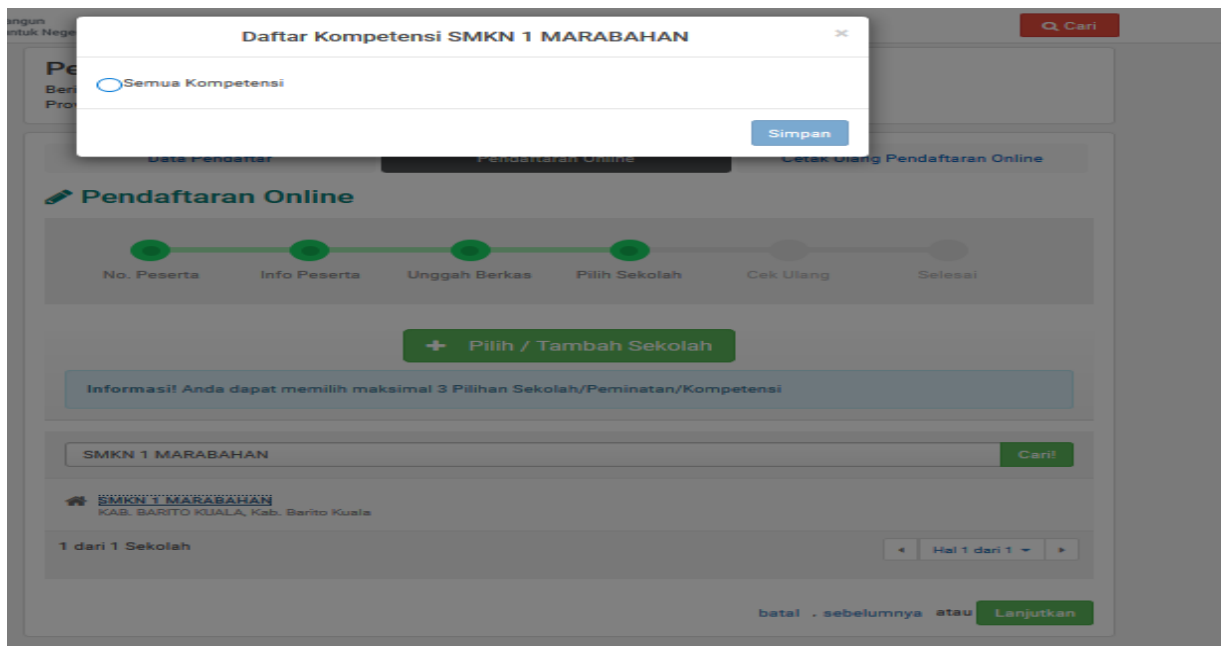 angun
Daftar Kompetensi SMKN 1 MARABAHAN
×
Cari
Semua Kompetensi
Simpan
Data Pendaftar
Pendaftaran Online
Cetak Ulang Pendaftaran Online
Pendaftaran Online
No. Peserta
Info Peserta
Unggah Berkas
Pilih Sekolah
Cek Ulang
Selesai
+ Pilih / Tambah Sekolah
Informasi! Anda dapat memilih maksimal 3 Pilihan Sekolah/Peminatan/Kompetensi
SMKN 1 MARABAHAN
Cari!
SMKN 1 MARABAHAN
KAB. BARITO KUALA, Kab. Barito Kuala
1 dari 1 Sekolah
Hal 1 dari 1
batal , sebelumnya atau Lanjutkan